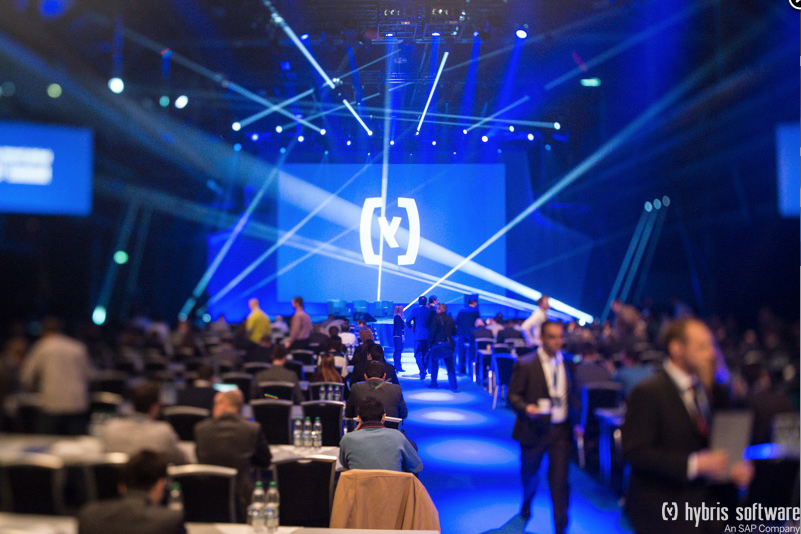 (x)
(x) hybris software
An SAP Company